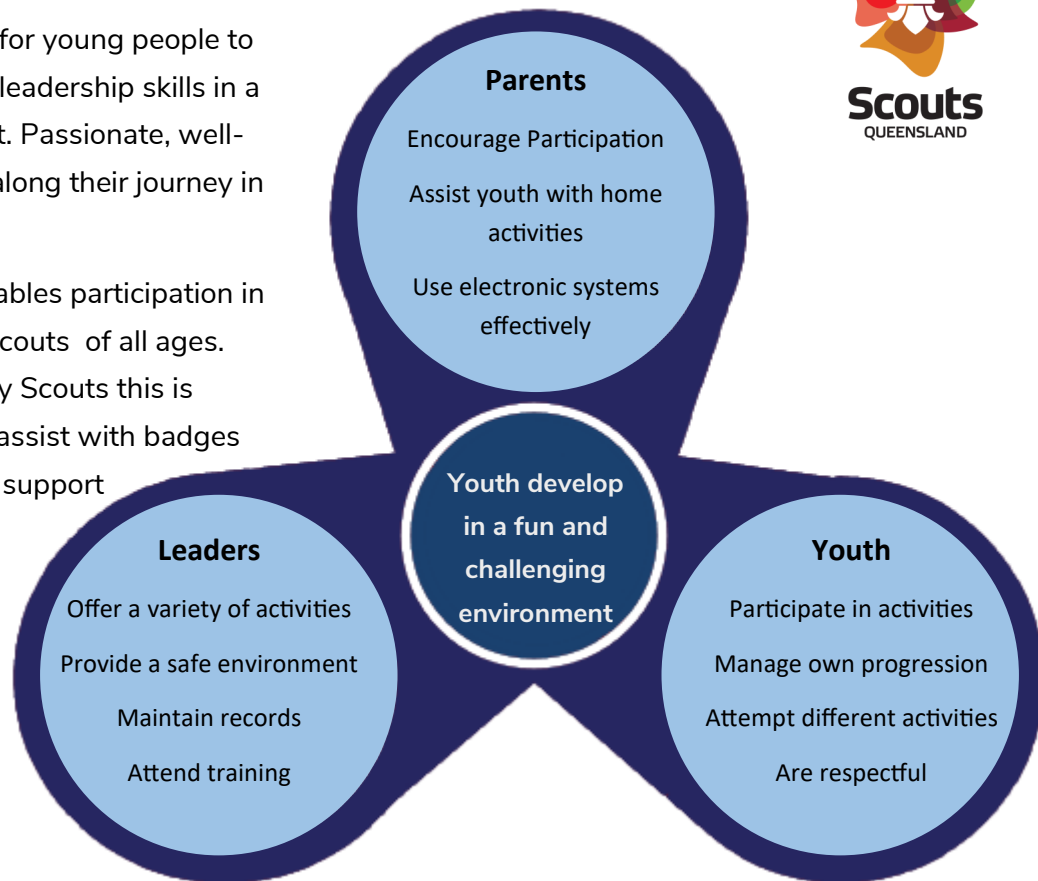 for young people to
leadership skills in a
t. Passionate, well-
along their journey in
ables participation in
couts of all ages.
y Scouts this is
assist with badges
support
Scouts
QUEENSLAND
Parents
Encourage Participation
Assist youth with home
activities
Use electronic systems
effectively
Youth develop
in a fun and
challenging
environment
Leaders
Offer a variety of activities
Provide a safe environment
Maintain records
Attend training
Youth
Participate in activities
Manage own progression
Attempt different activities
Are respectful